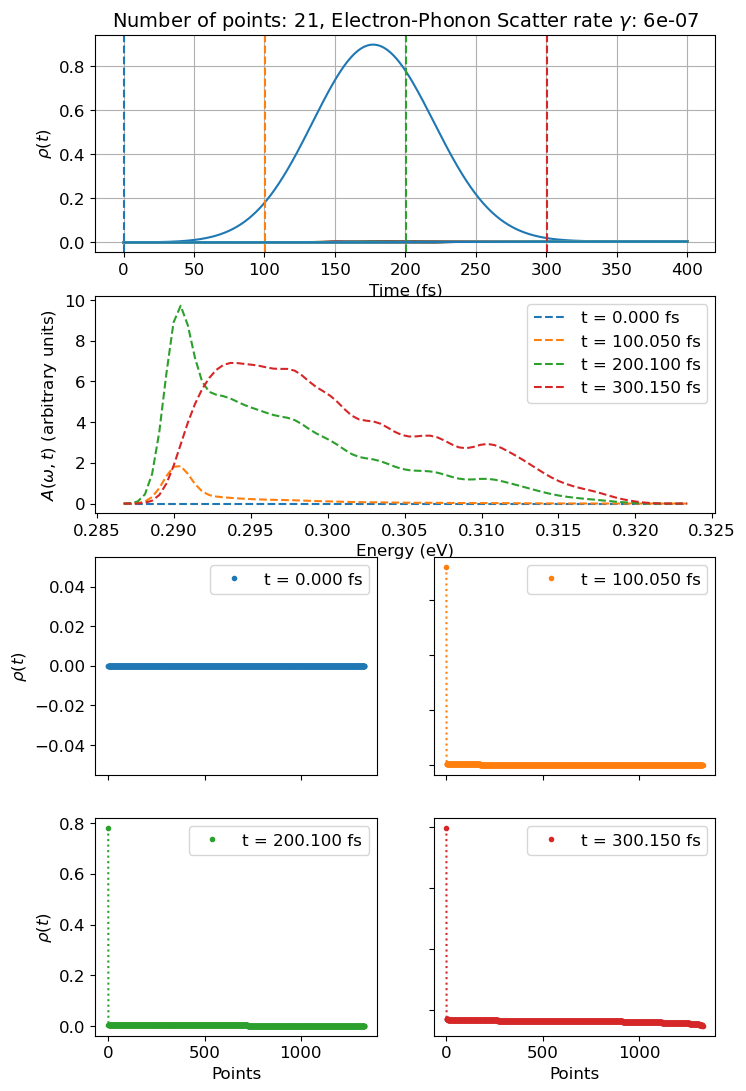 Number of points: 21, Electron-Phonon Scatter rate γ: 6e-07
0.8
0.6
0.4
0.2
0.0
ρ(t)
0 50 100 150 200 250 300 350 400
Time (fs)
10
8
6
4
2
0
A(ω, t) (arbitrary units)
t = 0.000 fs
t = 100.050 fs
t = 200.100 fs
t = 300.150 fs
0.285 0.290 0.295 0.300 0.305 0.310 0.315 0.320 0.325
Energy (eV)
0.04
0.02
0.00
−0.02
−0.04
ρ(t)
t = 0.000 fs
t = 100.050 fs
0.8
0.6
0.4
0.2
0.0
ρ(t)
t = 200.100 fs
0 500 1000
Points
t = 300.150 fs
0 500 1000
Points